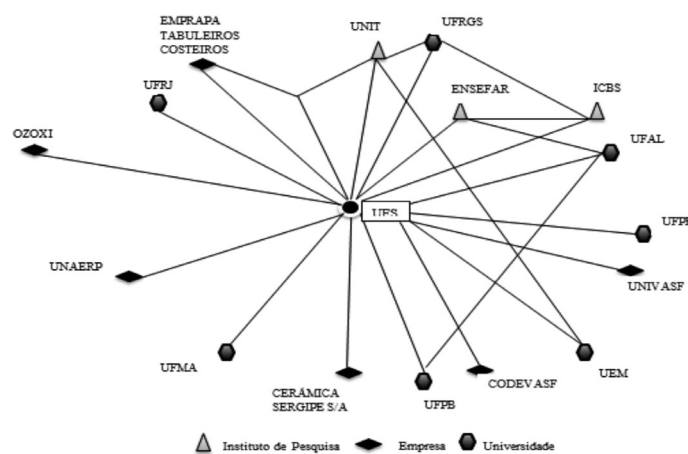 EMPRAPA
TABULEIROS
COSTEIROS
UNIT
UFRGS
UFRJ
ENSEFAR
ICBS
OZOXI
UFAL
UFS
UNAERP
UNIVASF
UFMA
CERÂMICA
SERGIPE S/A
UFPB
CODEVASF
UEM
Instituto de Pesquisa
Empresa
Universidade